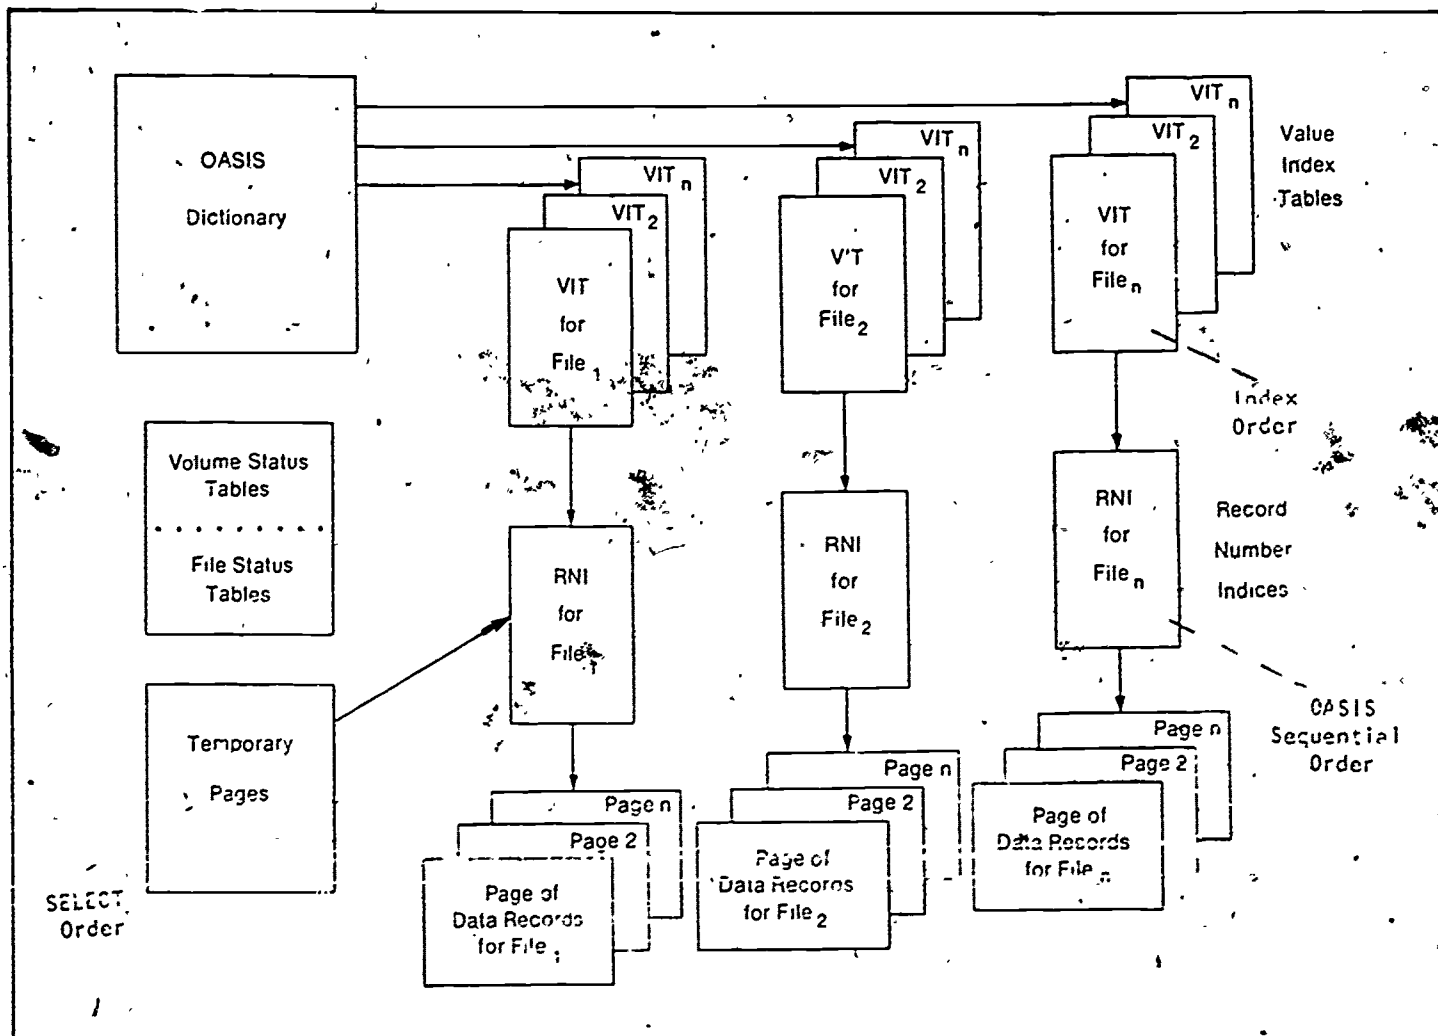 OASIS
Dictionary
Volume Status
Tables
File Status
Tables
Temporary
Pages
SELECT
Order
VIT n
VIT 2
VIT
for
File 1
RNI
for
File 1
Page n
Page 2
Page of
Data Records
for File 1
VIT n
VIT 2
V'T
for
File 2
RNI
for
File 2
Page n
Page 2
Page of
Data Records
for File 2
VIT n
VIT 2
VIT
for
File n
RNI
for
File n
Page n
Page 2
Page of
Data Records
for File n
Value
Index
Tables
Index
Order
Record
Number
Indices
OASIS
Sequential
Order